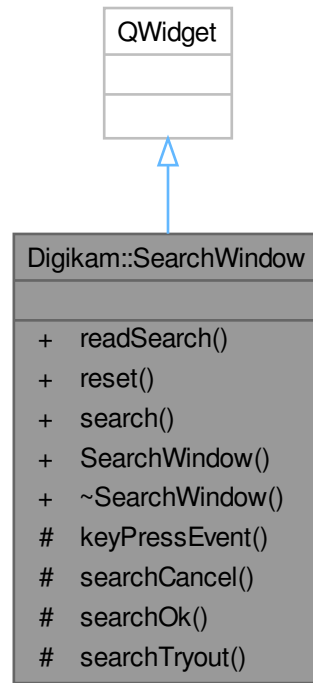 QWidget
Digikam::SearchWindow
+ readSearch()
+ reset()
+ search()
+ SearchWindow()
+ ~SearchWindow()
# keyPressEvent()
# searchCancel()
# searchOk()
# searchTryout()